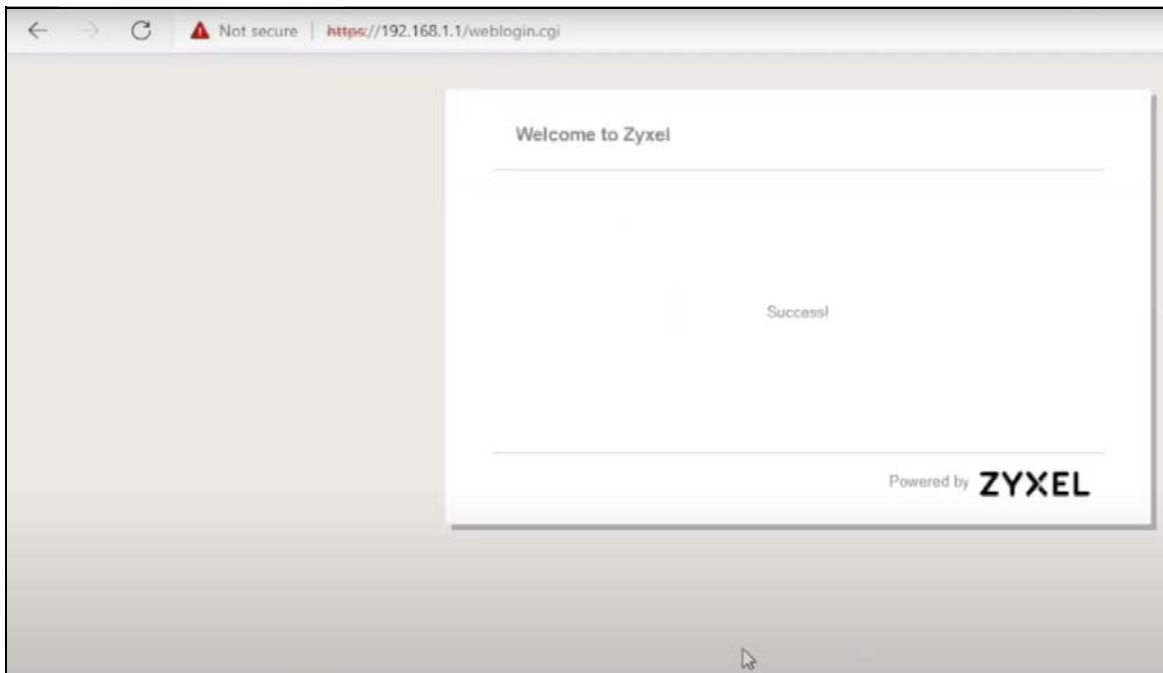 Not secure | https://192.168.1.1/weblogin.cgi
Welcome to Zyxel
Success!
Powered by ZYXEL